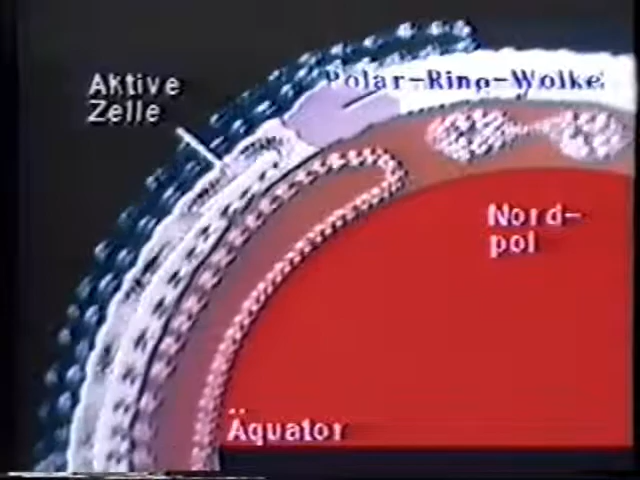 Aktive
Zelle
Polar-Ring-Wolke
Nord-
pol
Äquator